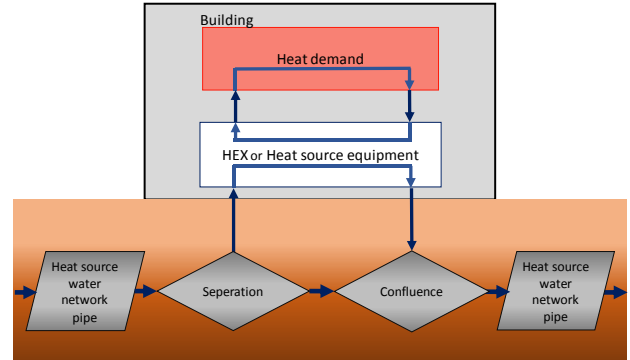 Building
Heat demand
HEX or Heat source equipment
Heat source
water
network
pipe
Seperation
Confluence
Heat source
water
network
pipe